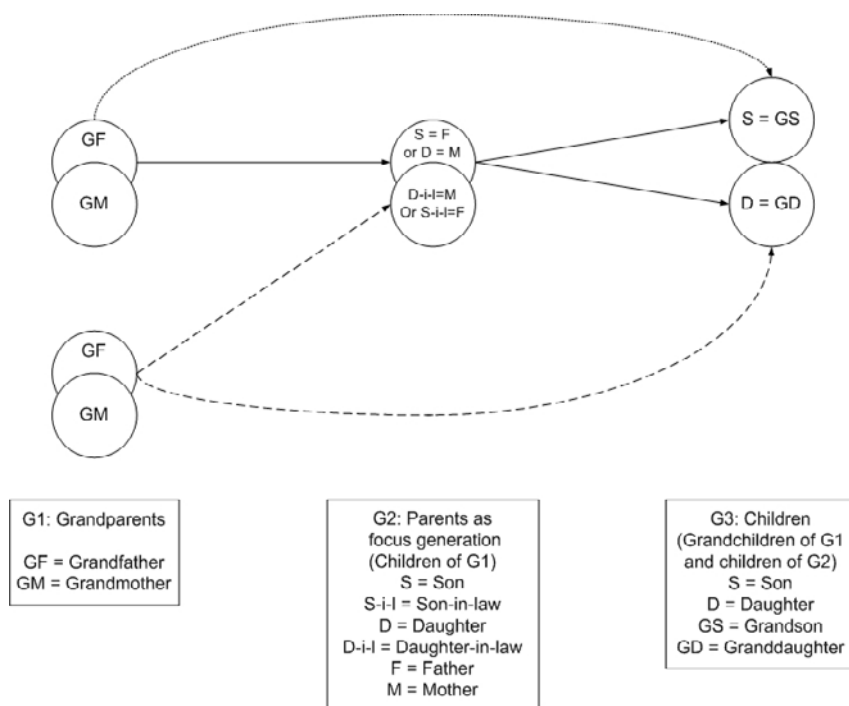 GF
GM
S = F
or D = M
D-i-l=M
Or S-i-l=F
S = GS
D = GD
GF
GM
G1: Grandparents
GF = Grandfather
GM = Grandmother
G2: Parents as
focus generation
(Children of G1)
S = Son
S-i-l = Son-in-law
D = Daughter
D-i-l = Daughter-in-law
F = Father
M = Mother
G3: Children
(Grandchildren of G1
and children of G2)
S = Son
D = Daughter
GS = Grandson
GD = Granddaughter